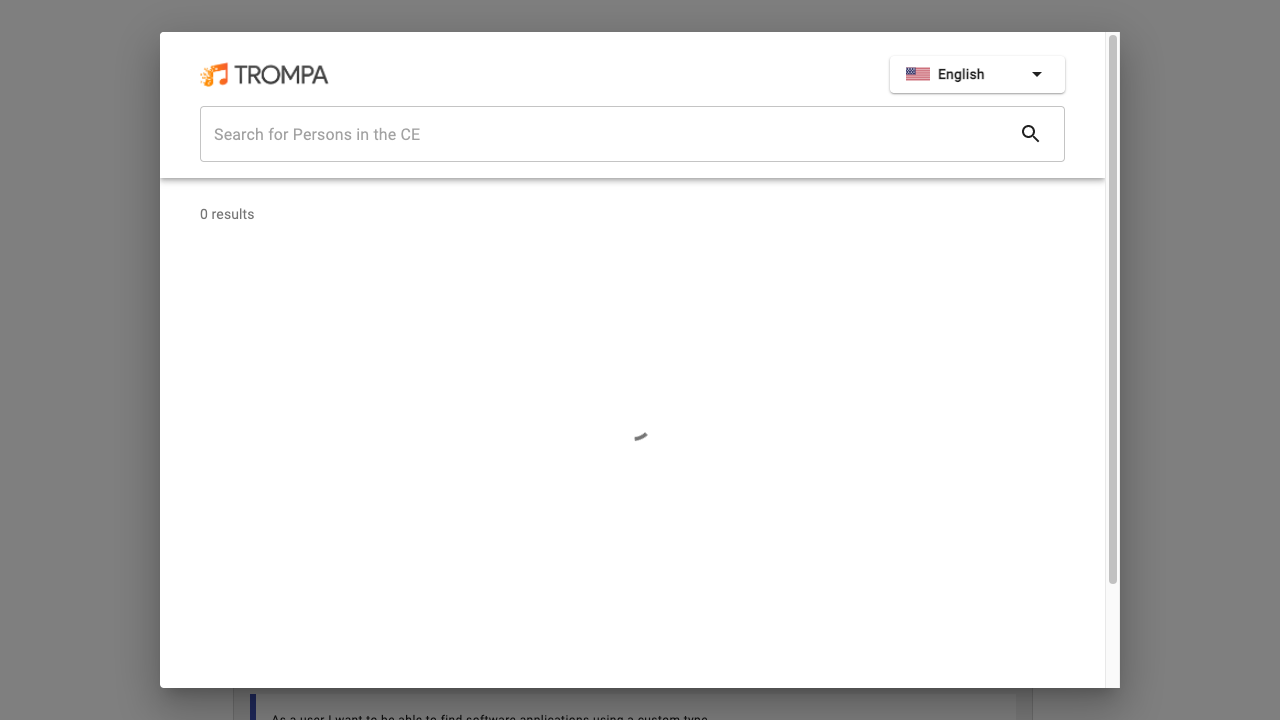 TROMPA
English
Search for Persons in the CE
0 results
As a user I want to be able to find software applications using a custom type